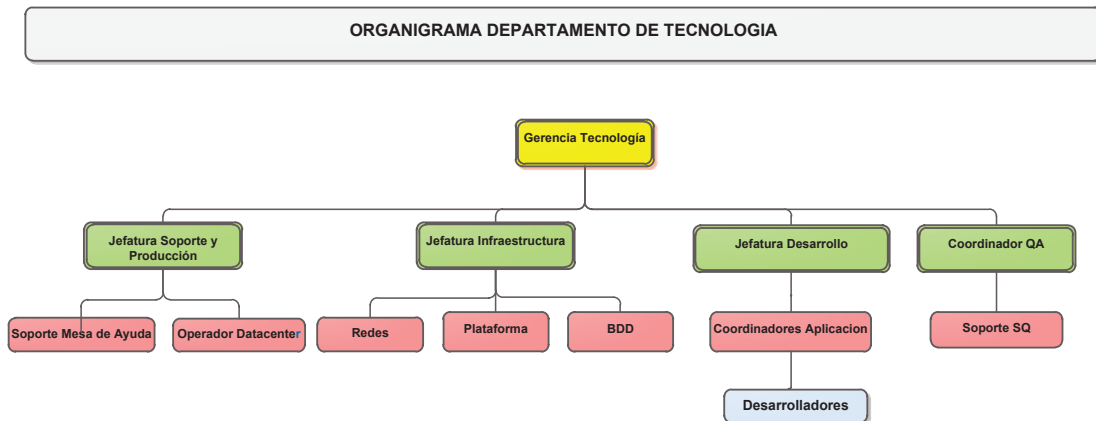 ORGANIGRAMA DEPARTAMENTO DE TECNOLOGIA
Gerencia Tecnología
Jefatura Soporte y
Producción
Jefatura Infraestructura
Jefatura Desarrollo
Coordinador QA
Soporte Mesa de Ayuda
Operador Datacenter
Redes
Plataforma
BDD
Coordinadores Aplicacion
Soporte SQ
Desarrolladores